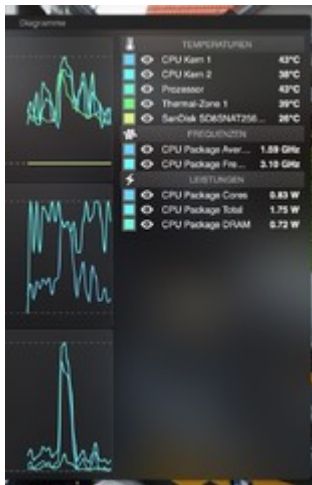 Diagramme
TEMPERATUREN
CPU Kern 1 43°C
CPU Kern 2 38°C
Prozessor 43°C
Thermal-Zone 1 39°C
SanDisk SD6SNAT256... 26°C
FREQUENZEN
CPU Package Aver... 1.59 GHz
CPU Package Fre... 3.10 GHz
LEISTUNGEN
CPU Package Cores 0.83 W
CPU Package Total 1.75 W
CPU Package DRAM 0.72 W